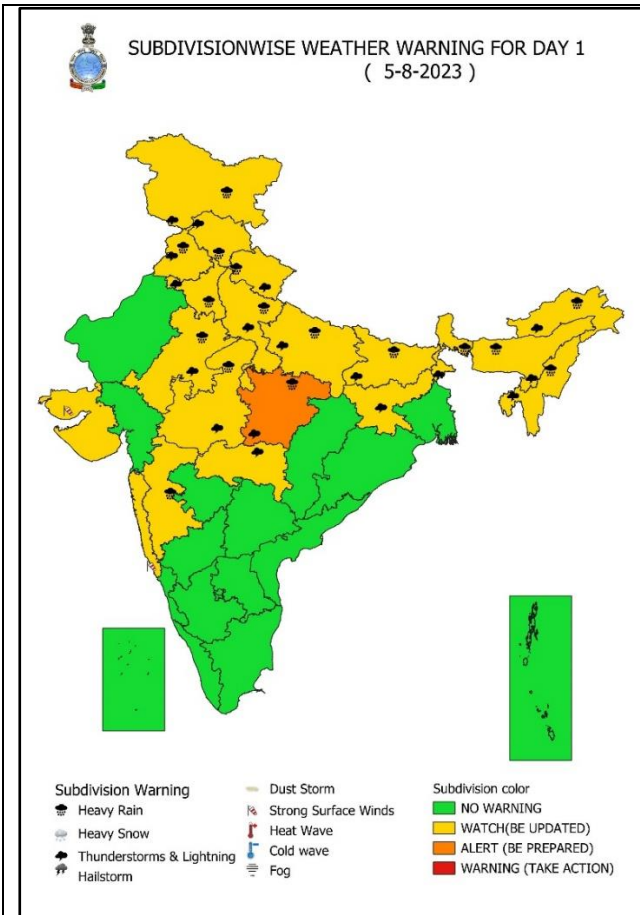 SUBDIVISIONWISE WEATHER WARNING FOR DAY 1
( 5-8-2023 )
Subdivision Warning
Heavy Rain
Heavy Snow
Thunderstorms & Lightning
Hailstorm
Dust Storm
Strong Surface Winds
Heat Wave
Cold wave
Fog
Subdivision color
NO WARNING
WATCH(BE UPDATED)
ALERT (BE PREPARED)
WARNING (TAKE ACTION)